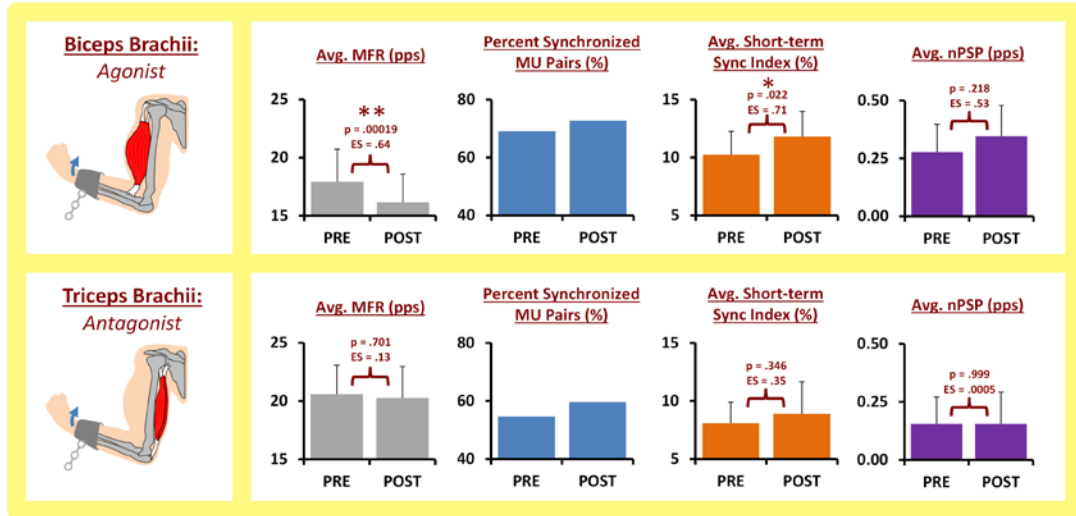 Biceps Brachii:
Agonist
Avg. MFR (pps)
25
20
15
**
p = .00019
ES = .64
PRE POST
Percent Synchronized
MU Pairs (%)
80
60
40
PRE POST
Avg. Short-term
Sync Index (%)
15
10
5
*
p = .022
ES = .71
PRE POST
Avg. nPSP (pps)
0.50
0.25
0.00
p = .218
ES = .53
PRE POST
Triceps Brachii:
Antagonist
Avg. MFR (pps)
25
20
15
p = .701
ES = .13
PRE POST
Percent Synchronized
MU Pairs (%)
80
60
40
PRE POST
Avg. Short-term
Sync Index (%)
15
10
5
p = .346
ES = .35
PRE POST
Avg. nPSP (pps)
0.50
0.25
0.00
p = .999
ES = .0005
PRE POST